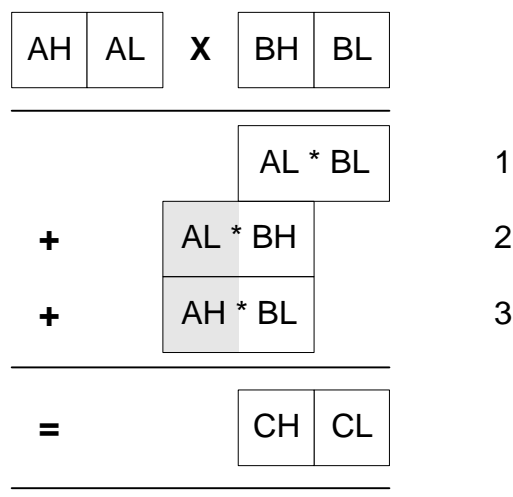 AH AL X BH BL
AL * BL 1
+ AL * BH 2
+ AH * BL 3
= CH CL